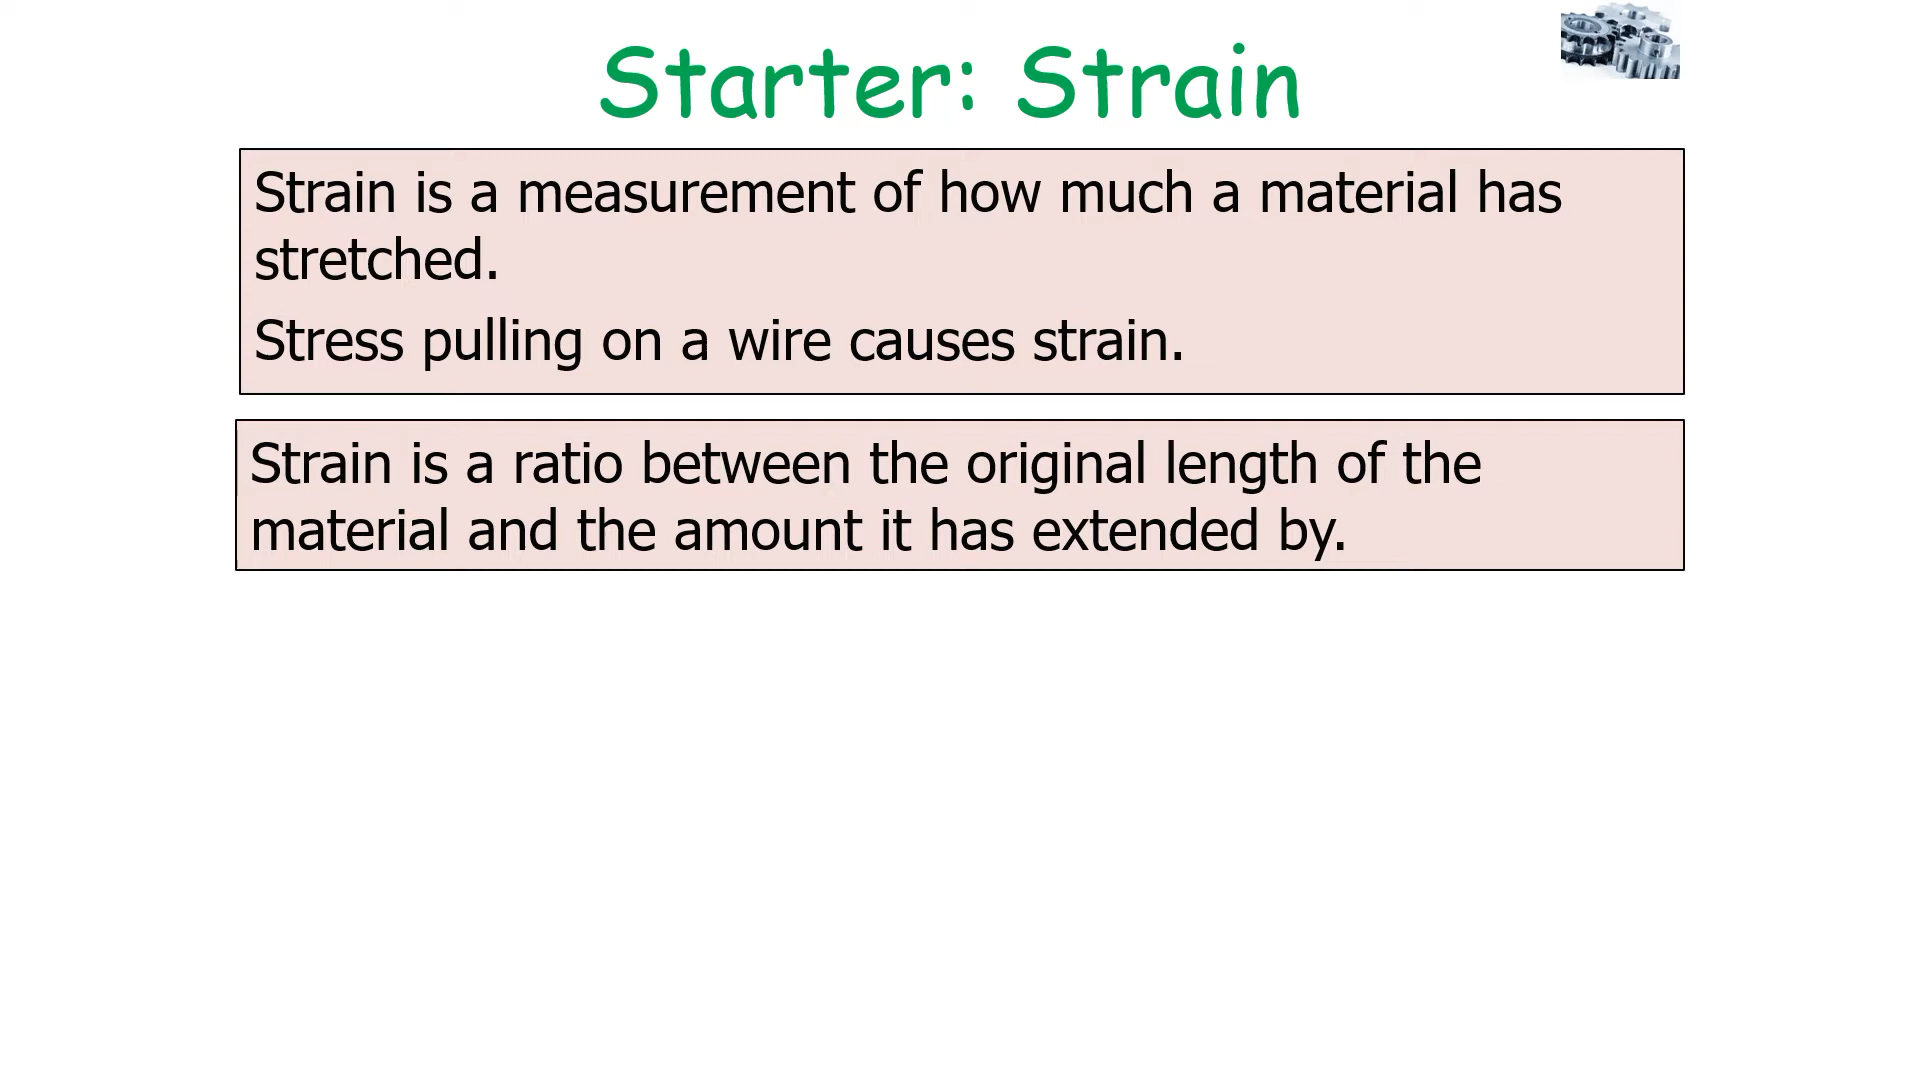 Starter: Strain
Strain is a measurement of how much a material has
stretched.
Stress pulling on a wire causes strain.
Strain is a ratio between the original length of the
material and the amount it has extended by.